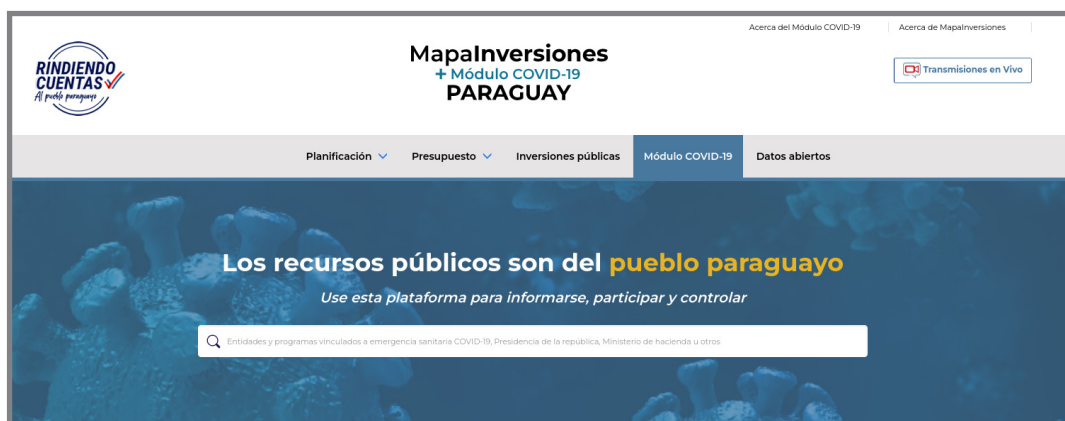 Acerca del Módulo COVID-19
Acerca de MapaInversiones
RINDIENDO
CUENTAS
Al pueblo paraguayo
MapaInversiones
+ Módulo COVID-19
PARAGUAY
Transmisiones en Vivo
Planificación
Presupuesto
Inversiones públicas
Módulo COVID-19
Datos abiertos
Los recursos públicos son del pueblo paraguayo
Use esta plataforma para informarse, participar y controlar
Entidades y programas vinculados a emergencia sanitaria COVID-19, Presidencia de la república, Ministerio de hacienda u otros